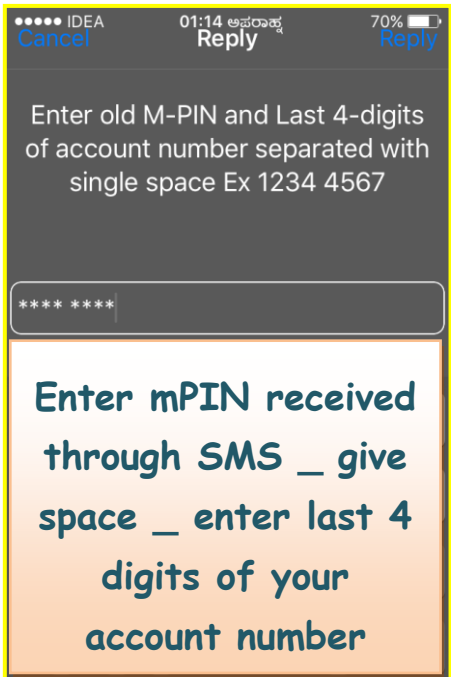 ●●●●● IDEA 01:14 ಅಪರಾಹ್ನ 70%
Cancel Reply Reply
Enter old M-PIN and Last 4-digits
of account number separated with
single space Ex 1234 4567
**** ****
Enter mPIN received
through SMS _ give
space _ enter last 4
digits of your
account number